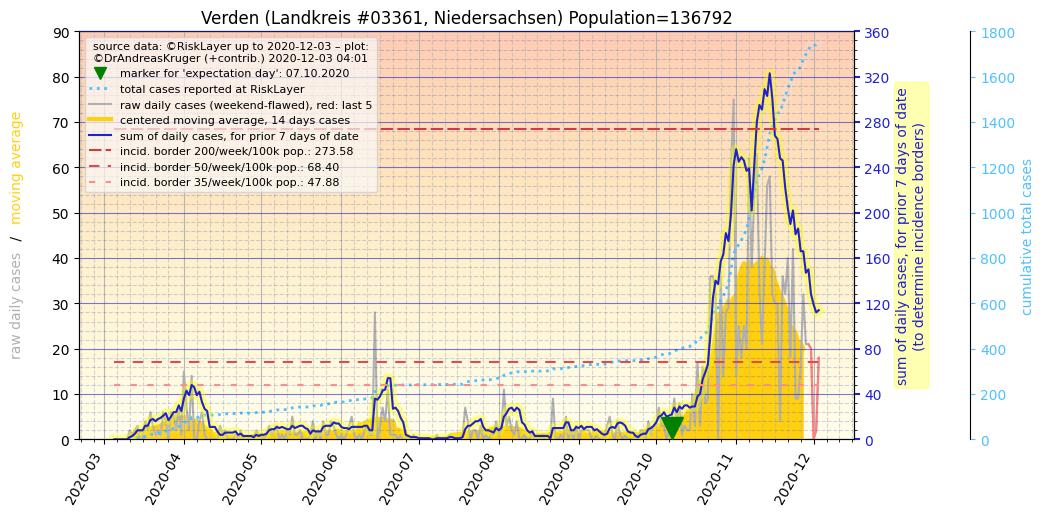 Verden (Landkreis #03361, Niedersachsen) Population=136792
source data: ©RiskLayer up to 2020-12-03 – plot:
©DrAndreasKruger (+contrib.) 2020-12-03 04:01
marker for 'expectation day': 07.10.2020
total cases reported at RiskLayer
raw daily cases (weekend-flawed), red: last 5
centered moving average, 14 days cases
sum of daily cases, for prior 7 days of date
incid. border 200/week/100k pop.: 273.58
incid. border 50/week/100k pop.: 68.40
incid. border 35/week/100k pop.: 47.88
raw daily cases / moving average
90
80
70
60
50
40
30
20
10
0
360
320
280
240
200
160
120
80
40
0
sum of daily cases, for prior 7 days of date
(to determine incidence borders)
1800
1600
1400
1200
1000
800
600
400
200
0
cumulative total cases
2020-03
2020-04
2020-05
2020-06
2020-07
2020-08
2020-09
2020-10
2020-11
2020-12